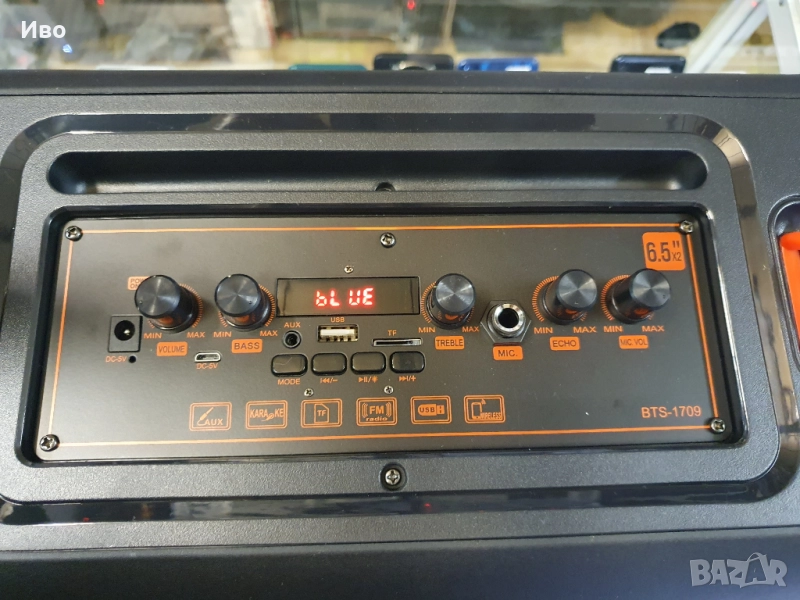 Иво
6.5"
X2
bLUE
AUX
USB
TF
MIN MAX
VOLUME
MIN MAX
BASS
MIN MAX
TREBLE
MIC.
MIN MAX
ECHO
MIN MAX
MIC. VOL
DC-5V
DC-5V
MODE
I◀◀/−
▶II/
▶▶I/+
AUX
KARAOKE
TF
FM
radio
USB
WIRELESS
BTS-1709
BAZAR